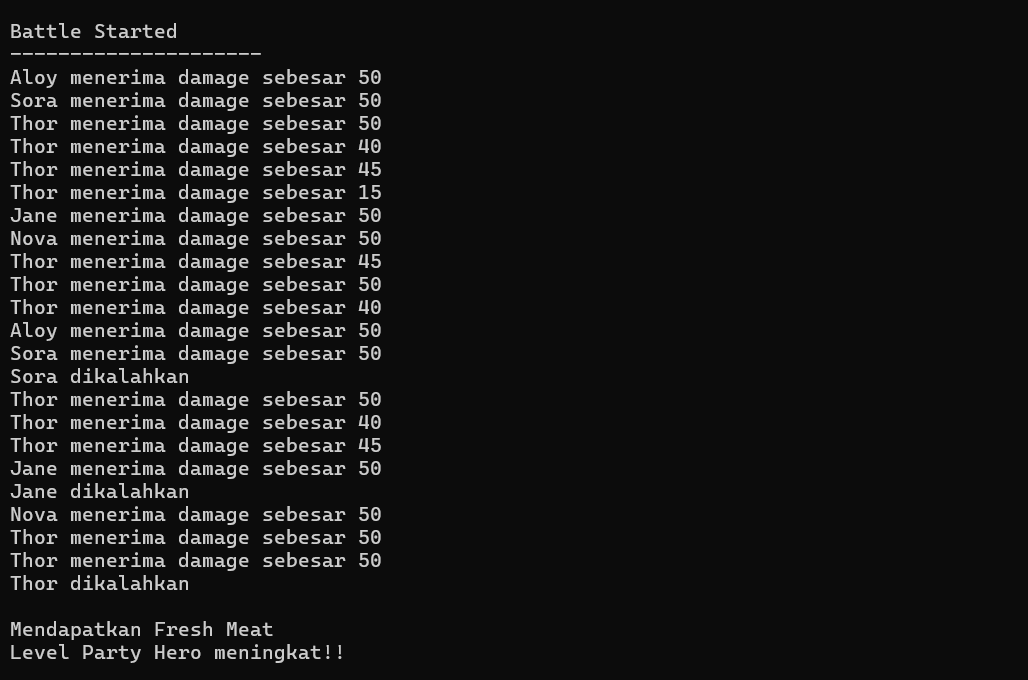 Battle Started
---------------------
Aloy menerima damage sebesar 50
Sora menerima damage sebesar 50
Thor menerima damage sebesar 50
Thor menerima damage sebesar 40
Thor menerima damage sebesar 45
Thor menerima damage sebesar 15
Jane menerima damage sebesar 50
Nova menerima damage sebesar 50
Thor menerima damage sebesar 45
Thor menerima damage sebesar 50
Thor menerima damage sebesar 40
Aloy menerima damage sebesar 50
Sora menerima damage sebesar 50
Sora dikalahkan
Thor menerima damage sebesar 50
Thor menerima damage sebesar 40
Thor menerima damage sebesar 45
Jane menerima damage sebesar 50
Jane dikalahkan
Nova menerima damage sebesar 50
Thor menerima damage sebesar 50
Thor menerima damage sebesar 50
Thor dikalahkan
Mendapatkan Fresh Meat
Level Party Hero meningkat!!